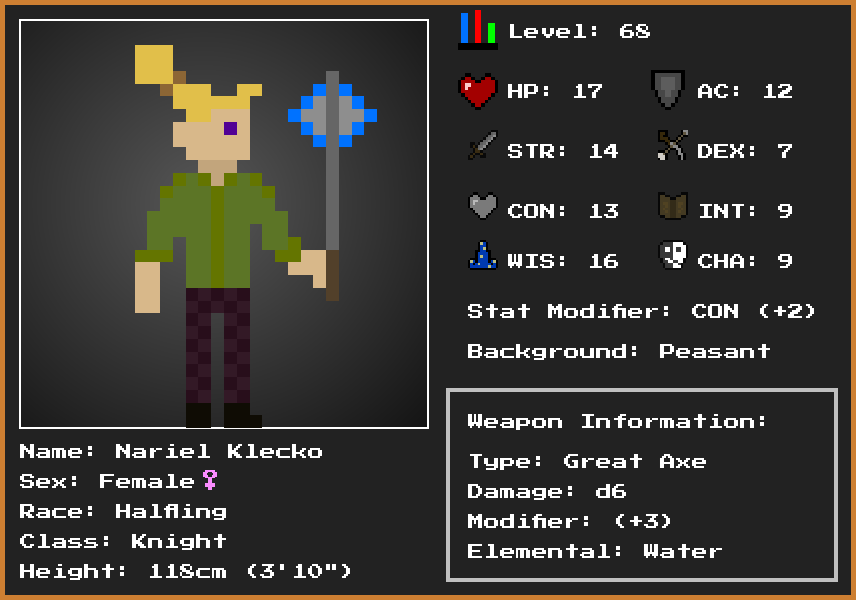 Level: 68
HP: 17
AC: 12
STR: 14
DEX: 7
CON: 13
INT: 9
WIS: 16
CHA: 9
Stat Modifier: CON (+2)
Background: Peasant
Weapon Information:
Type: Great Axe
Damage: d6
Modifier: (+3)
Elemental: Water
Name: Nariel Klecko
Sex: Female♀
Race: Halfling
Class: Knight
Height: 118cm (3'10")